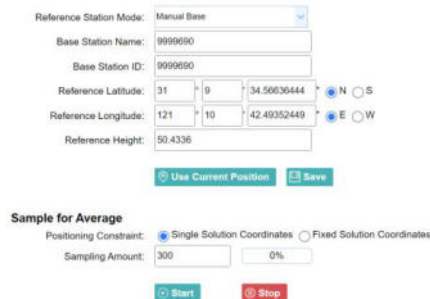 Reference Station Mode: Manual Base
Base Station Name: 9999690
Base Station ID: 9999690
Reference Latitude: 31 ° 9 ' 34.56636444 " N S
Reference Longitude: 121 ° 10 ' 42.49352449 " E W
Reference Height: 50.4336
Use Current Position Save
Sample for Average
Positioning Constraint: Single Solution Coordinates Fixed Solution Coordinates
Sampling Amount: 300 0%
Start Stop